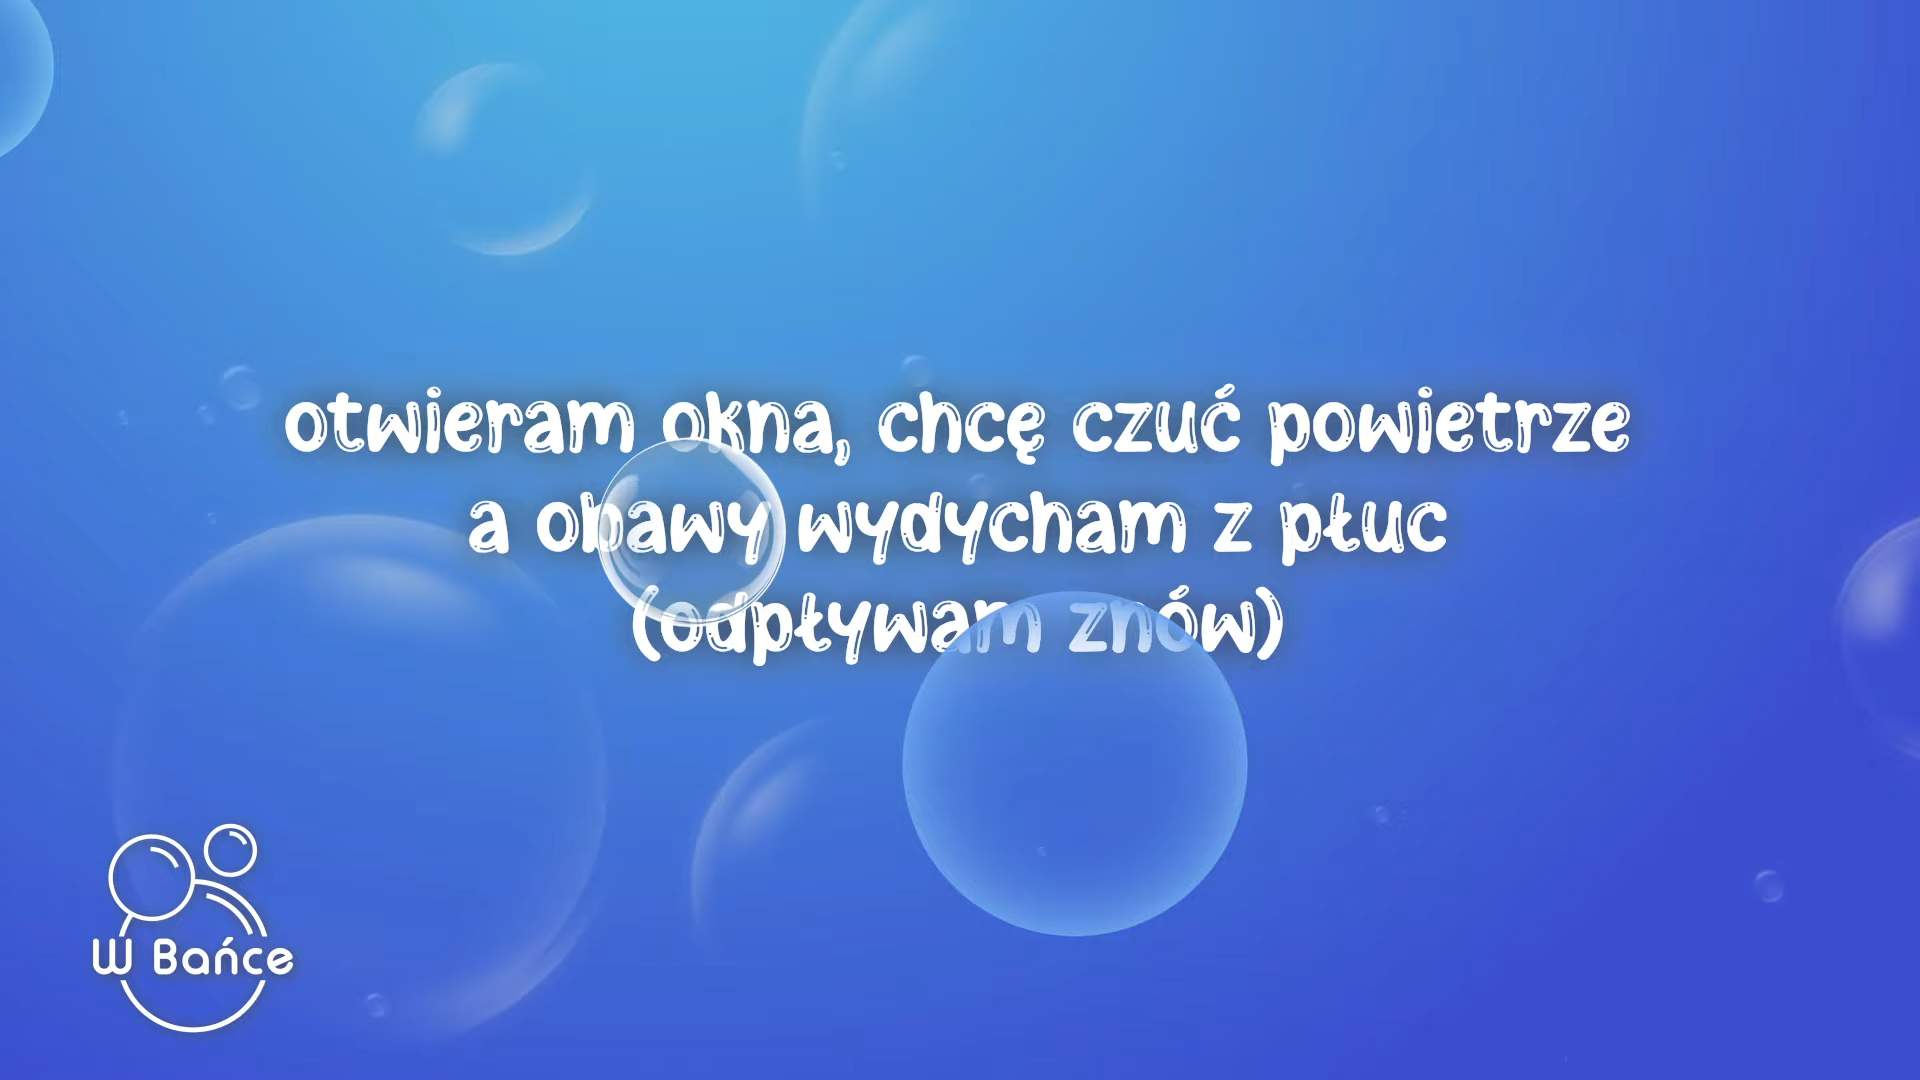 otwieram okna, chcę czuć powietrze
a obawy wydycham z płuc
(odpływam znów)
W Bańce